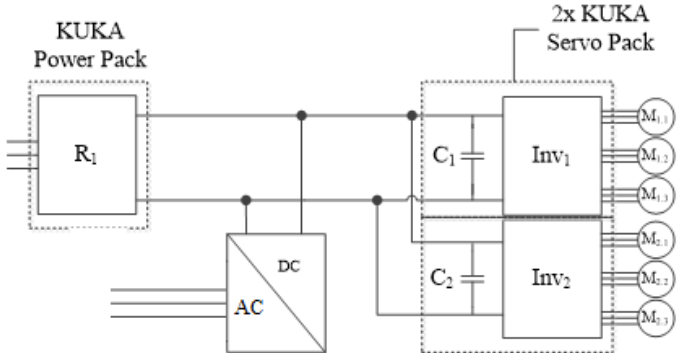 KUKA
Power Pack
2x KUKA
Servo Pack
R₁
C₁
Inv₁
M₁.₁
M₁.₂
M₁.₃
DC
AC
C₂
Inv₂
M₂.₁
M₂.₂
M₂.₃